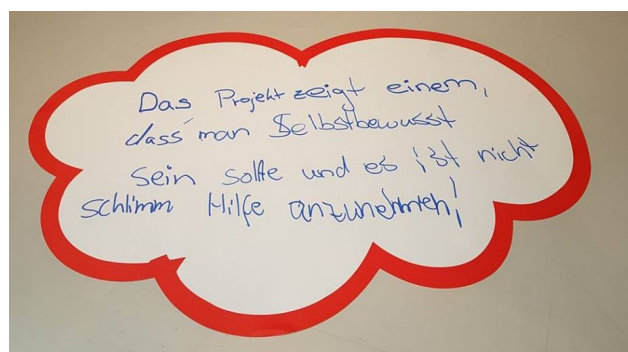 Das Projekt zeigt einem,
dass man Selbstbewusst
sein sollte und es ist nicht
schlimm Hilfe anzunehmen!